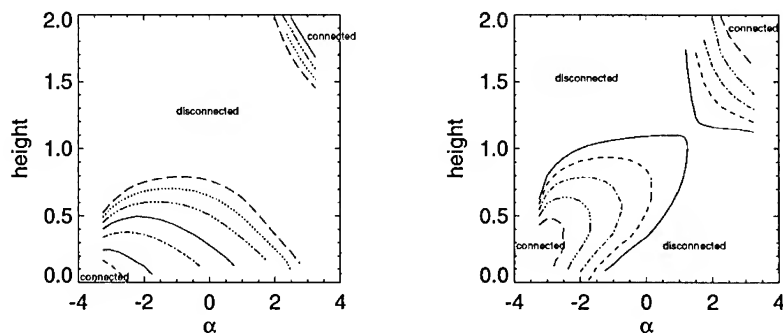 2.0
1.5
1.0
0.5
0.0
height
connected
disconnected
connected
-4 -2 0 2 4
α
2.0
1.5
1.0
0.5
0.0
height
connected
disconnected
connected
disconnected
-4 -2 0 2 4
α